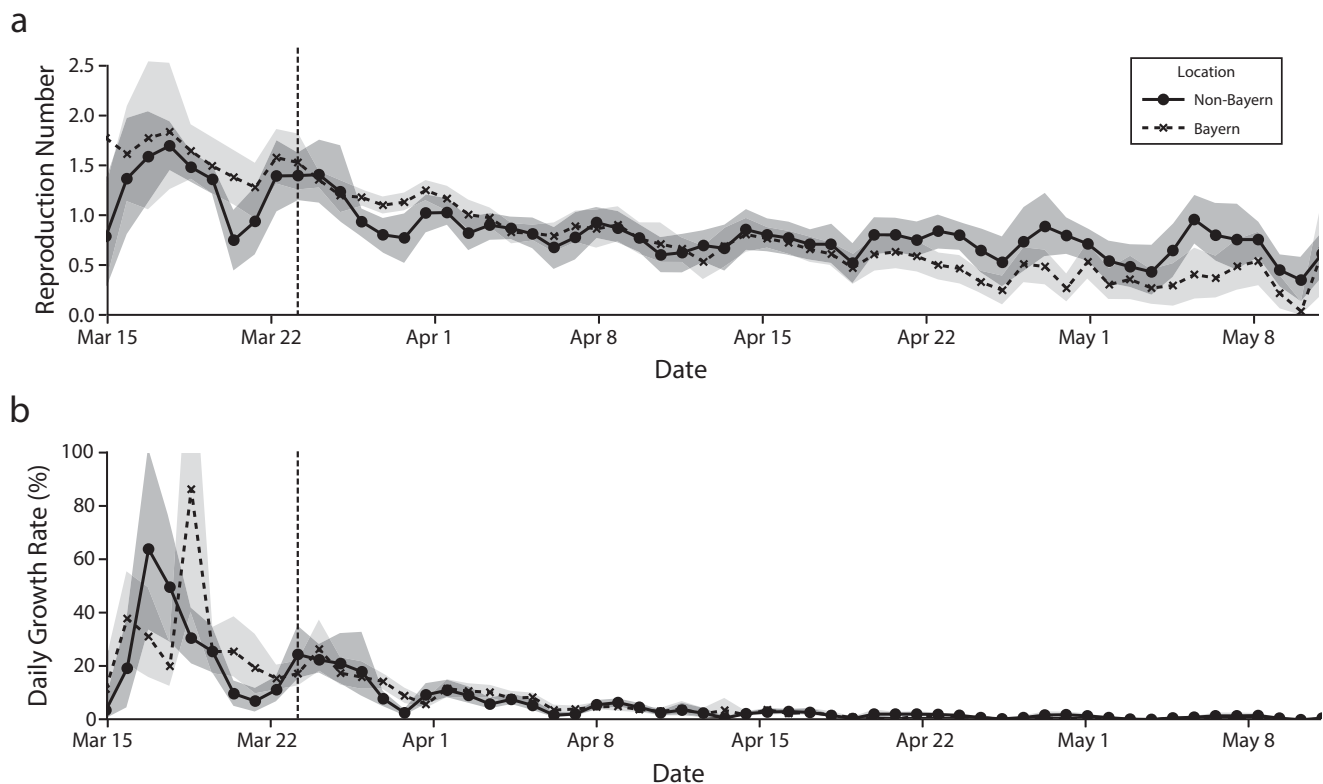 a
Reproduction Number
2.5
2.0
1.5
1.0
0.5
0.0
Location
Non-Bayern
Bayern
Mar 15 Mar 22 Apr 1 Apr 8 Apr 15 Apr 22 May 1 May 8
Date
b
Daily Growth Rate (%)
100
80
60
40
20
0
Mar 15 Mar 22 Apr 1 Apr 8 Apr 15 Apr 22 May 1 May 8
Date